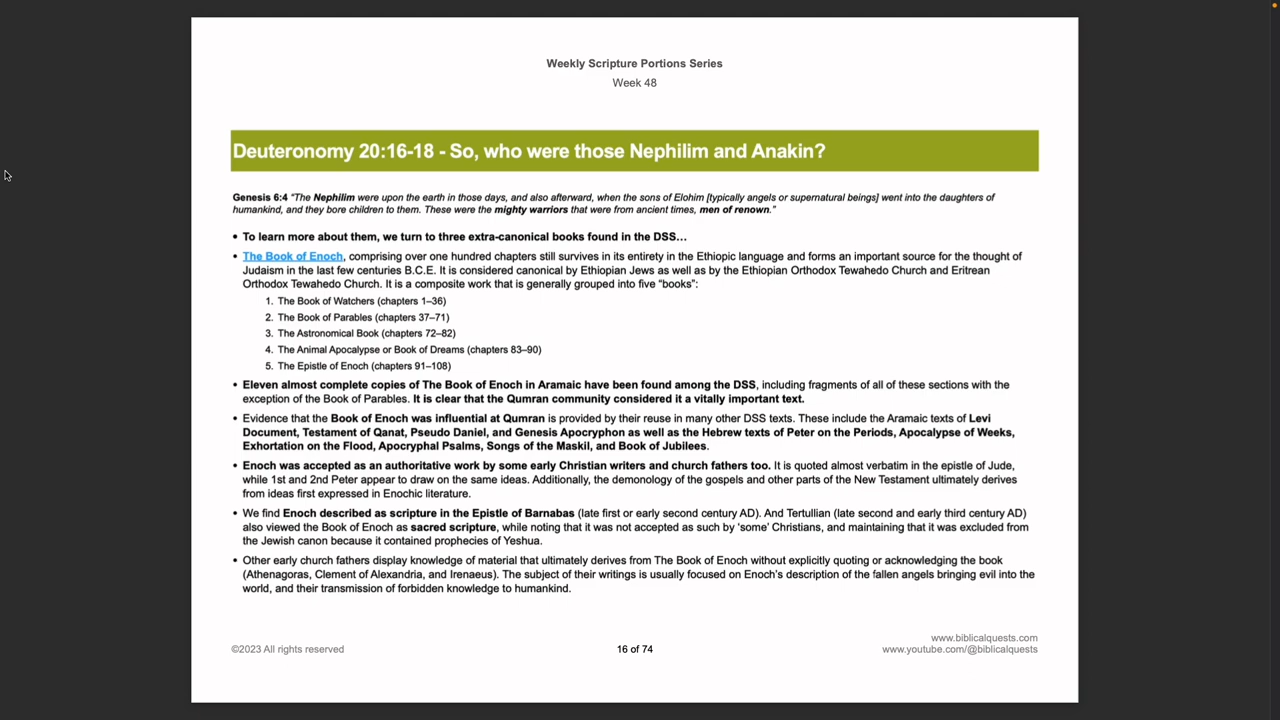 Weekly Scripture Portions Series
Week 48
Deuteronomy 20:16-18 - So, who were those Nephilim and Anakin?
Genesis 6:4 “The Nephilim were upon the earth in those days, and also afterward, when the sons of Elohim [typically angels or supernatural beings] went into the daughters of
humankind, and they bore children to them. These were the mighty warriors that were from ancient times, men of renown.”
• To learn more about them, we turn to three extra-canonical books found in the DSS…
• The Book of Enoch, comprising over one hundred chapters still survives in its entirety in the Ethiopic language and forms an important source for the thought of
Judaism in the last few centuries B.C.E. It is considered canonical by Ethiopian Jews as well as by the Ethiopian Orthodox Tewahedo Church and Eritrean
Orthodox Tewahedo Church. It is a composite work that is generally grouped into five “books”:
1. The Book of Watchers (chapters 1–36)
2. The Book of Parables (chapters 37–71)
3. The Astronomical Book (chapters 72–82)
4. The Animal Apocalypse or Book of Dreams (chapters 83–90)
5. The Epistle of Enoch (chapters 91–108)
• Eleven almost complete copies of The Book of Enoch in Aramaic have been found among the DSS, including fragments of all of these sections with the
exception of the Book of Parables. It is clear that the Qumran community considered it a vitally important text.
• Evidence that the Book of Enoch was influential at Qumran is provided by their reuse in many other DSS texts. These include the Aramaic texts of Levi
Document, Testament of Qanat, Pseudo Daniel, and Genesis Apocryphon as well as the Hebrew texts of Peter on the Periods, Apocalypse of Weeks,
Exhortation on the Flood, Apocryphal Psalms, Songs of the Maskil, and Book of Jubilees.
• Enoch was accepted as an authoritative work by some early Christian writers and church fathers too. It is quoted almost verbatim in the epistle of Jude,
while 1st and 2nd Peter appear to draw on the same ideas. Additionally, the demonology of the gospels and other parts of the New Testament ultimately derives
from ideas first expressed in Enochic literature.
• We find Enoch described as scripture in the Epistle of Barnabas (late first or early second century AD). And Tertullian (late second and early third century AD)
also viewed the Book of Enoch as sacred scripture, while noting that it was not accepted as such by ‘some’ Christians, and maintaining that it was excluded from
the Jewish canon because it contained prophecies of Yeshua.
• Other early church fathers display knowledge of material that ultimately derives from The Book of Enoch without explicitly quoting or acknowledging the book
(Athenagoras, Clement of Alexandria, and Irenaeus). The subject of their writings is usually focused on Enoch’s description of the fallen angels bringing evil into the
world, and their transmission of forbidden knowledge to humankind.
©2023 All rights reserved
16 of 74
www.biblicalquests.com
www.youtube.com/@biblicalquests